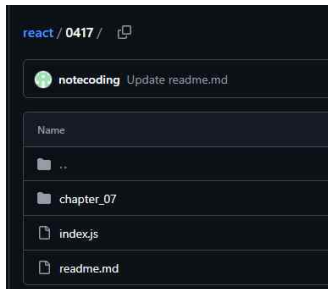 react / 0417 /
notecoding Update readme.md
Name
..
chapter_07
index.js
readme.md